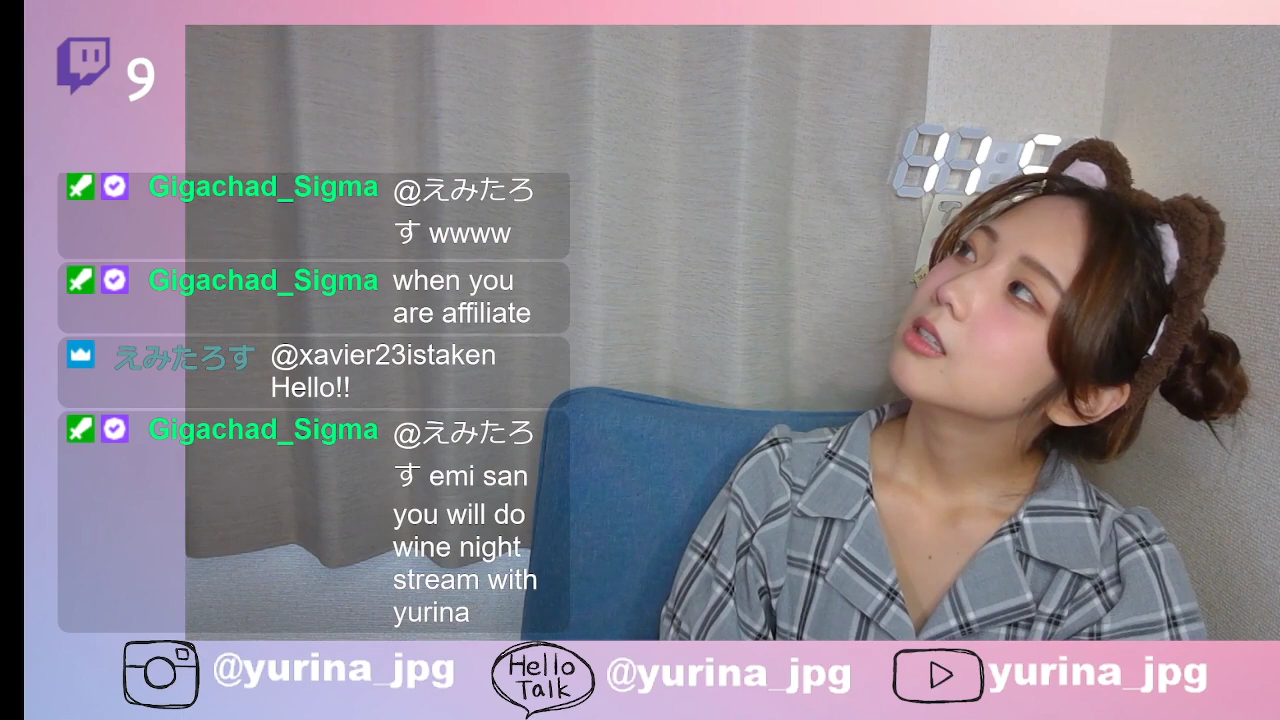 9
Gigachad_Sigma @えみたろ
す wwww
Gigachad_Sigma when you
are affiliate
えみたろす @xavier23istaken
Hello!!
Gigachad_Sigma @えみたろ
す emi san
you will do
wine night
stream with
yurina
@yurina_jpg
Hello
Talk
@yurina_jpg
yurina_jpg